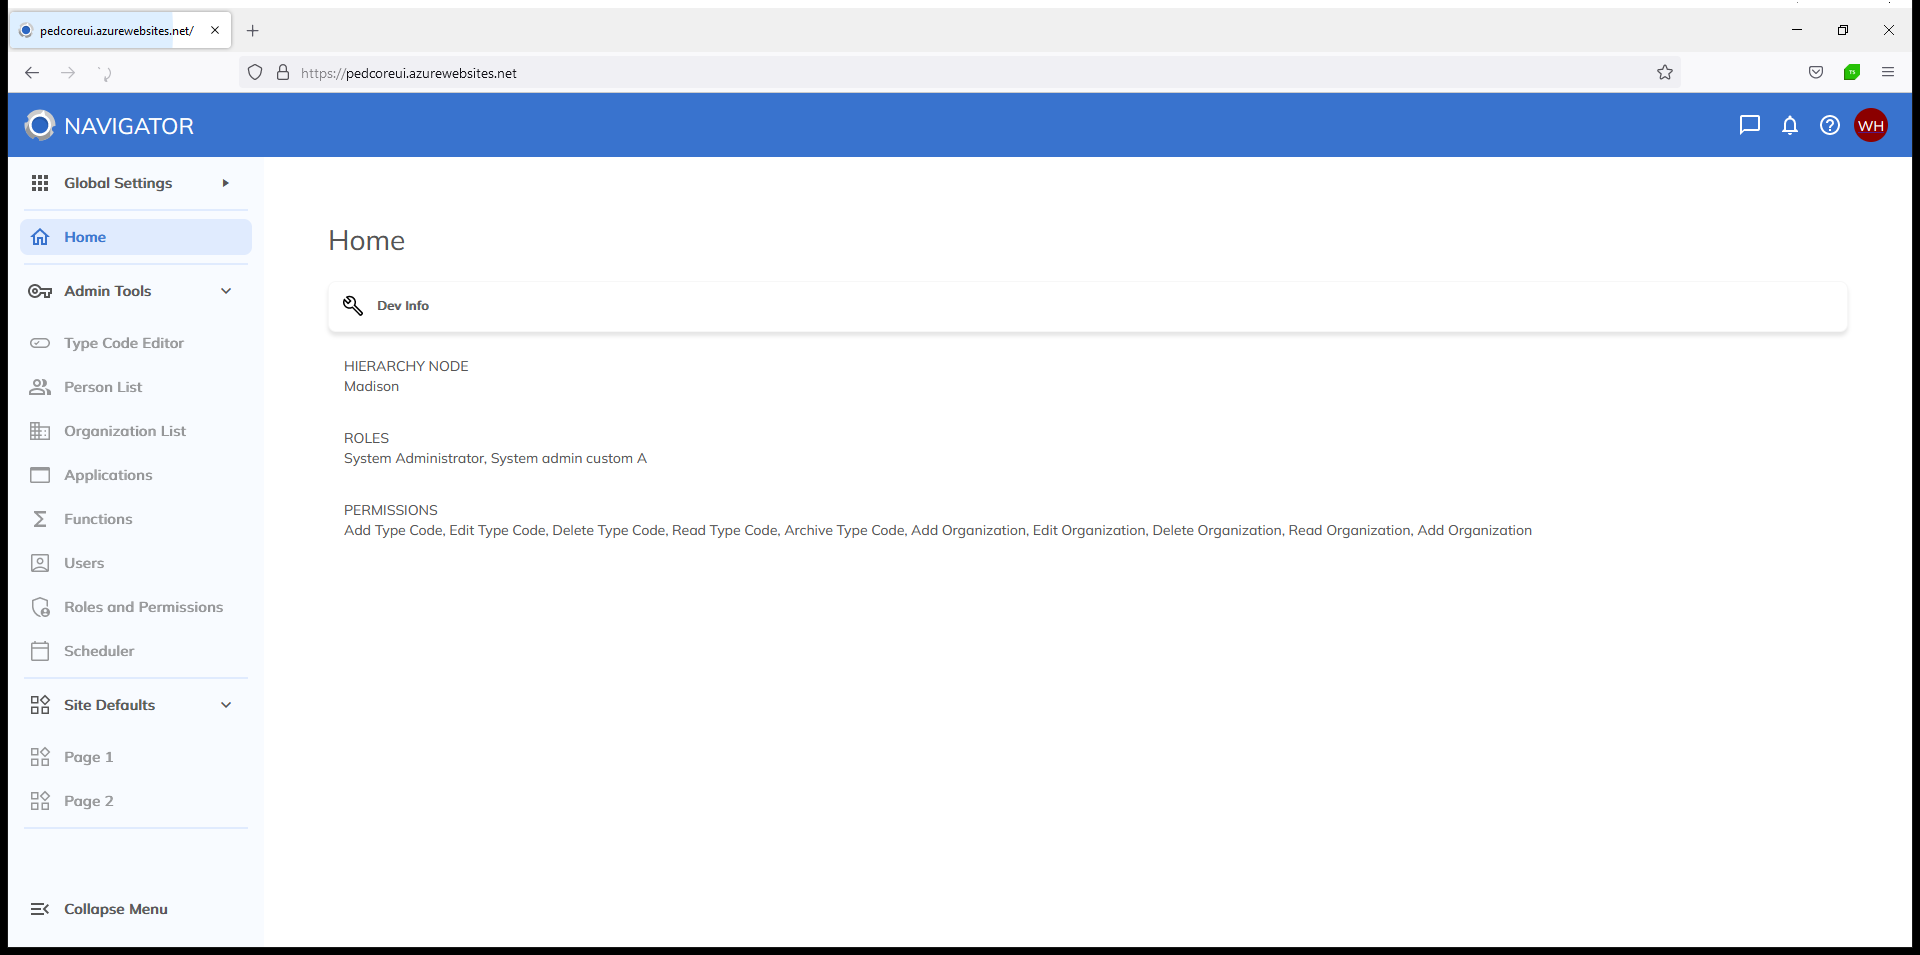 pedcoreui.azurewebsites.net/
https://pedcoreui.azurewebsites.net
TS
NAVIGATOR
WH
Global Settings
Home
Admin Tools
Type Code Editor
Person List
Organization List
Applications
Functions
Users
Roles and Permissions
Scheduler
Site Defaults
Page 1
Page 2
Collapse Menu
Home
Dev Info
HIERARCHY NODE
Madison
ROLES
System Administrator, System admin custom A
PERMISSIONS
Add Type Code, Edit Type Code, Delete Type Code, Read Type Code, Archive Type Code, Add Organization, Edit Organization, Delete Organization, Read Organization, Add Organization